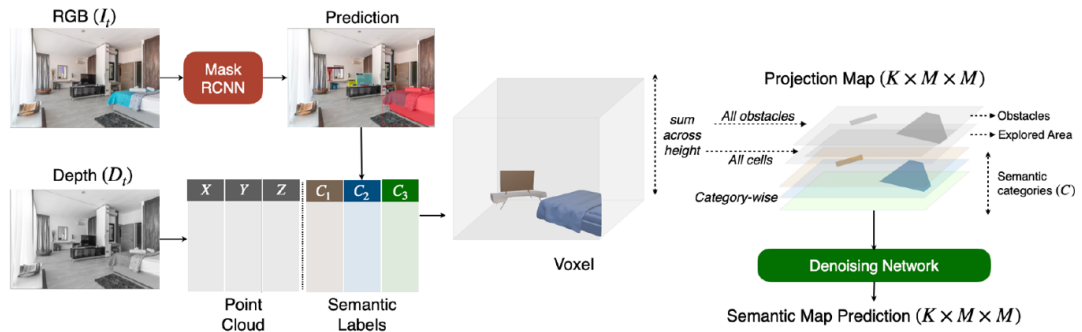 RGB (I_t)
Prediction
Mask
RCNN
Depth (D_t)
X Y Z C_1 C_2 C_3
Point
Cloud
Semantic
Labels
Voxel
sum
across
height
Projection Map (K × M × M)
All obstacles
All cells
Category-wise
Obstacles
Explored Area
Semantic
categories (C)
Denoising Network
Semantic Map Prediction (K × M × M)